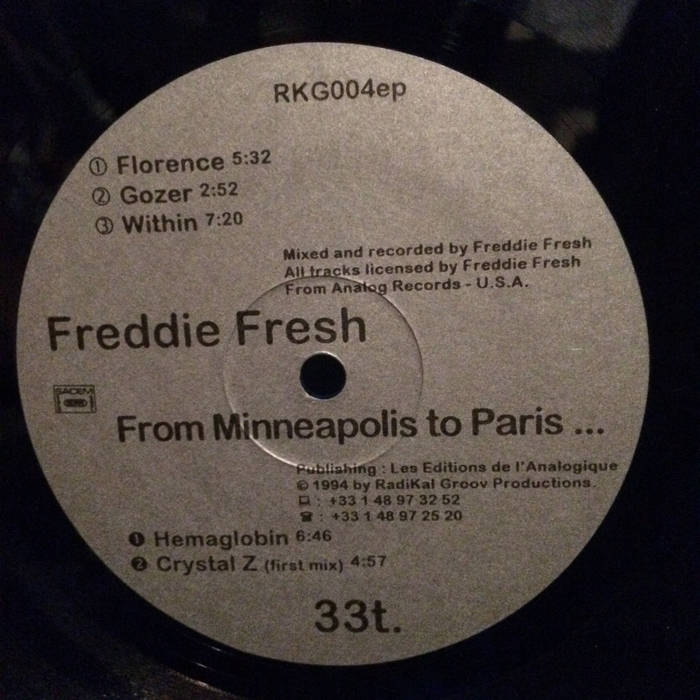 RKG004ep
① Florence 5:32
② Gozer 2:52
③ Within 7:20
Mixed and recorded by Freddie Fresh
All tracks licensed by Freddie Fresh
From Analog Records - U.S.A.
Freddie Fresh
SACEM
From Minneapolis to Paris ...
Publishing : Les Editions de l'Analogique
© 1994 by RadiKal Groov Productions.
: +33 1 48 97 32 52
☎ : +33 1 48 97 25 20
❶ Hemaglobin 6:46
❷ Crystal Z (first mix) 4:57
33t.